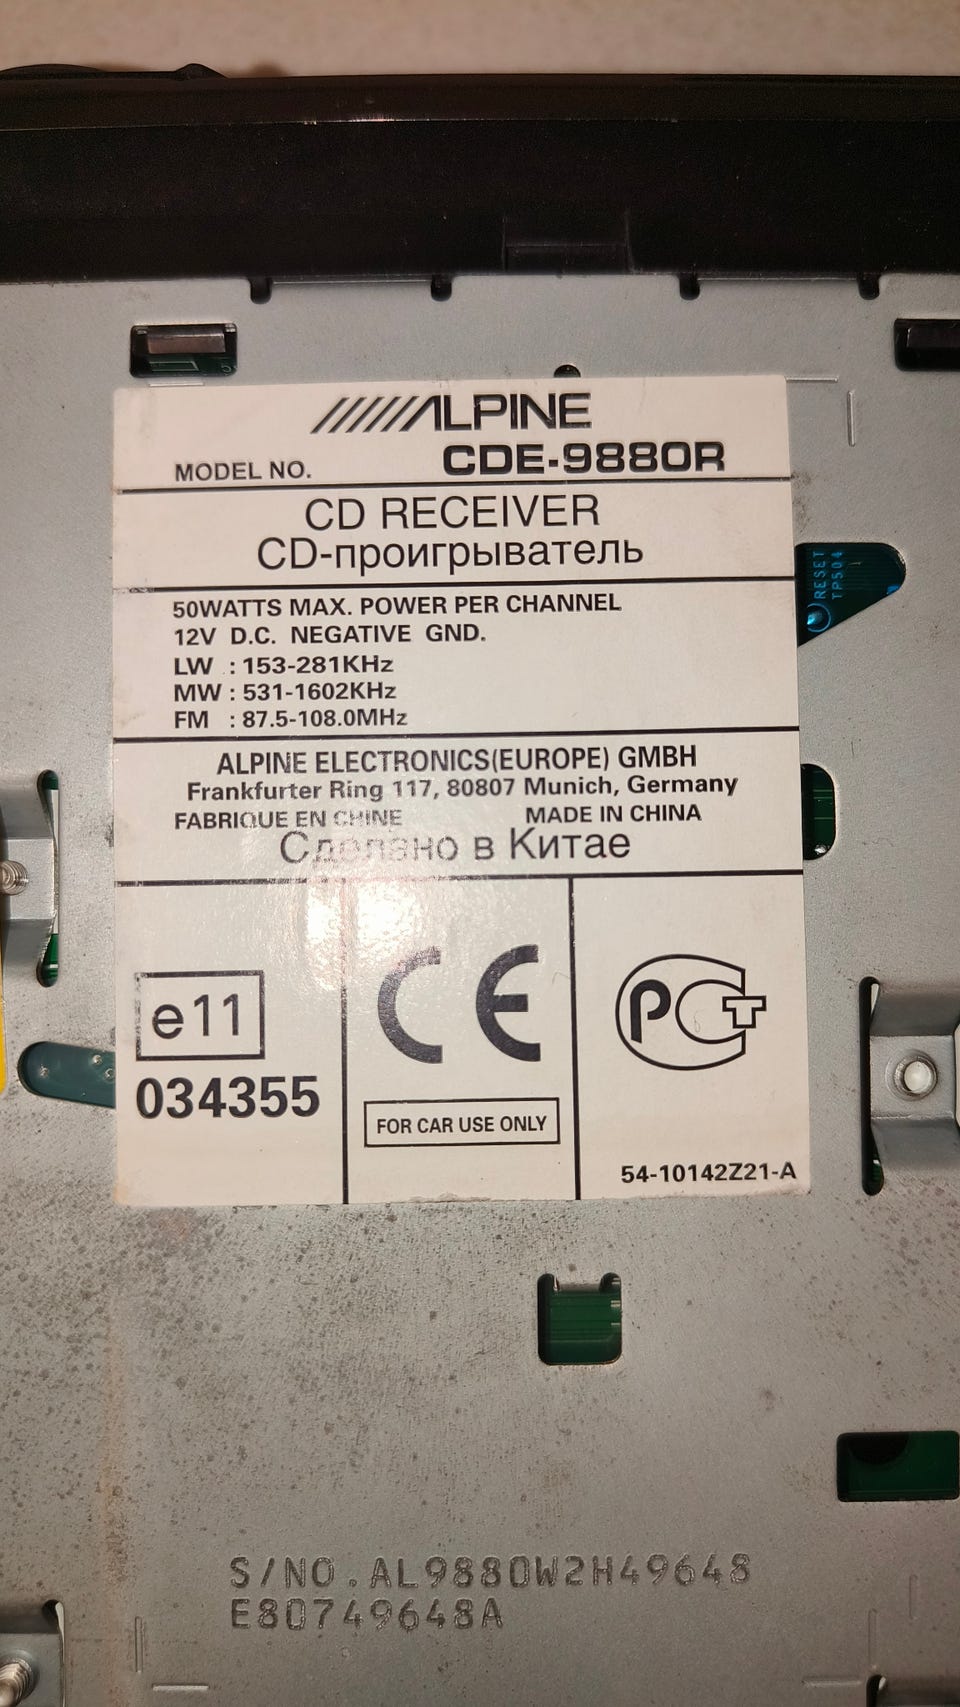 ALPINE
MODEL NO. CDE-9880R
CD RECEIVER
CD-проигрыватель
50WATTS MAX. POWER PER CHANNEL
12V D.C. NEGATIVE GND.
LW : 153-281KHz
MW : 531-1602KHz
FM : 87.5-108.0MHz
ALPINE ELECTRONICS(EUROPE) GMBH
Frankfurter Ring 117, 80807 Munich, Germany
FABRIQUE EN CHINE MADE IN CHINA
Сделано в Китае
e11
034355
CE
FOR CAR USE ONLY
РСТ
54-10142Z21-A
RESET
TP504
S/NO.AL9880W2H49648
E80749648A